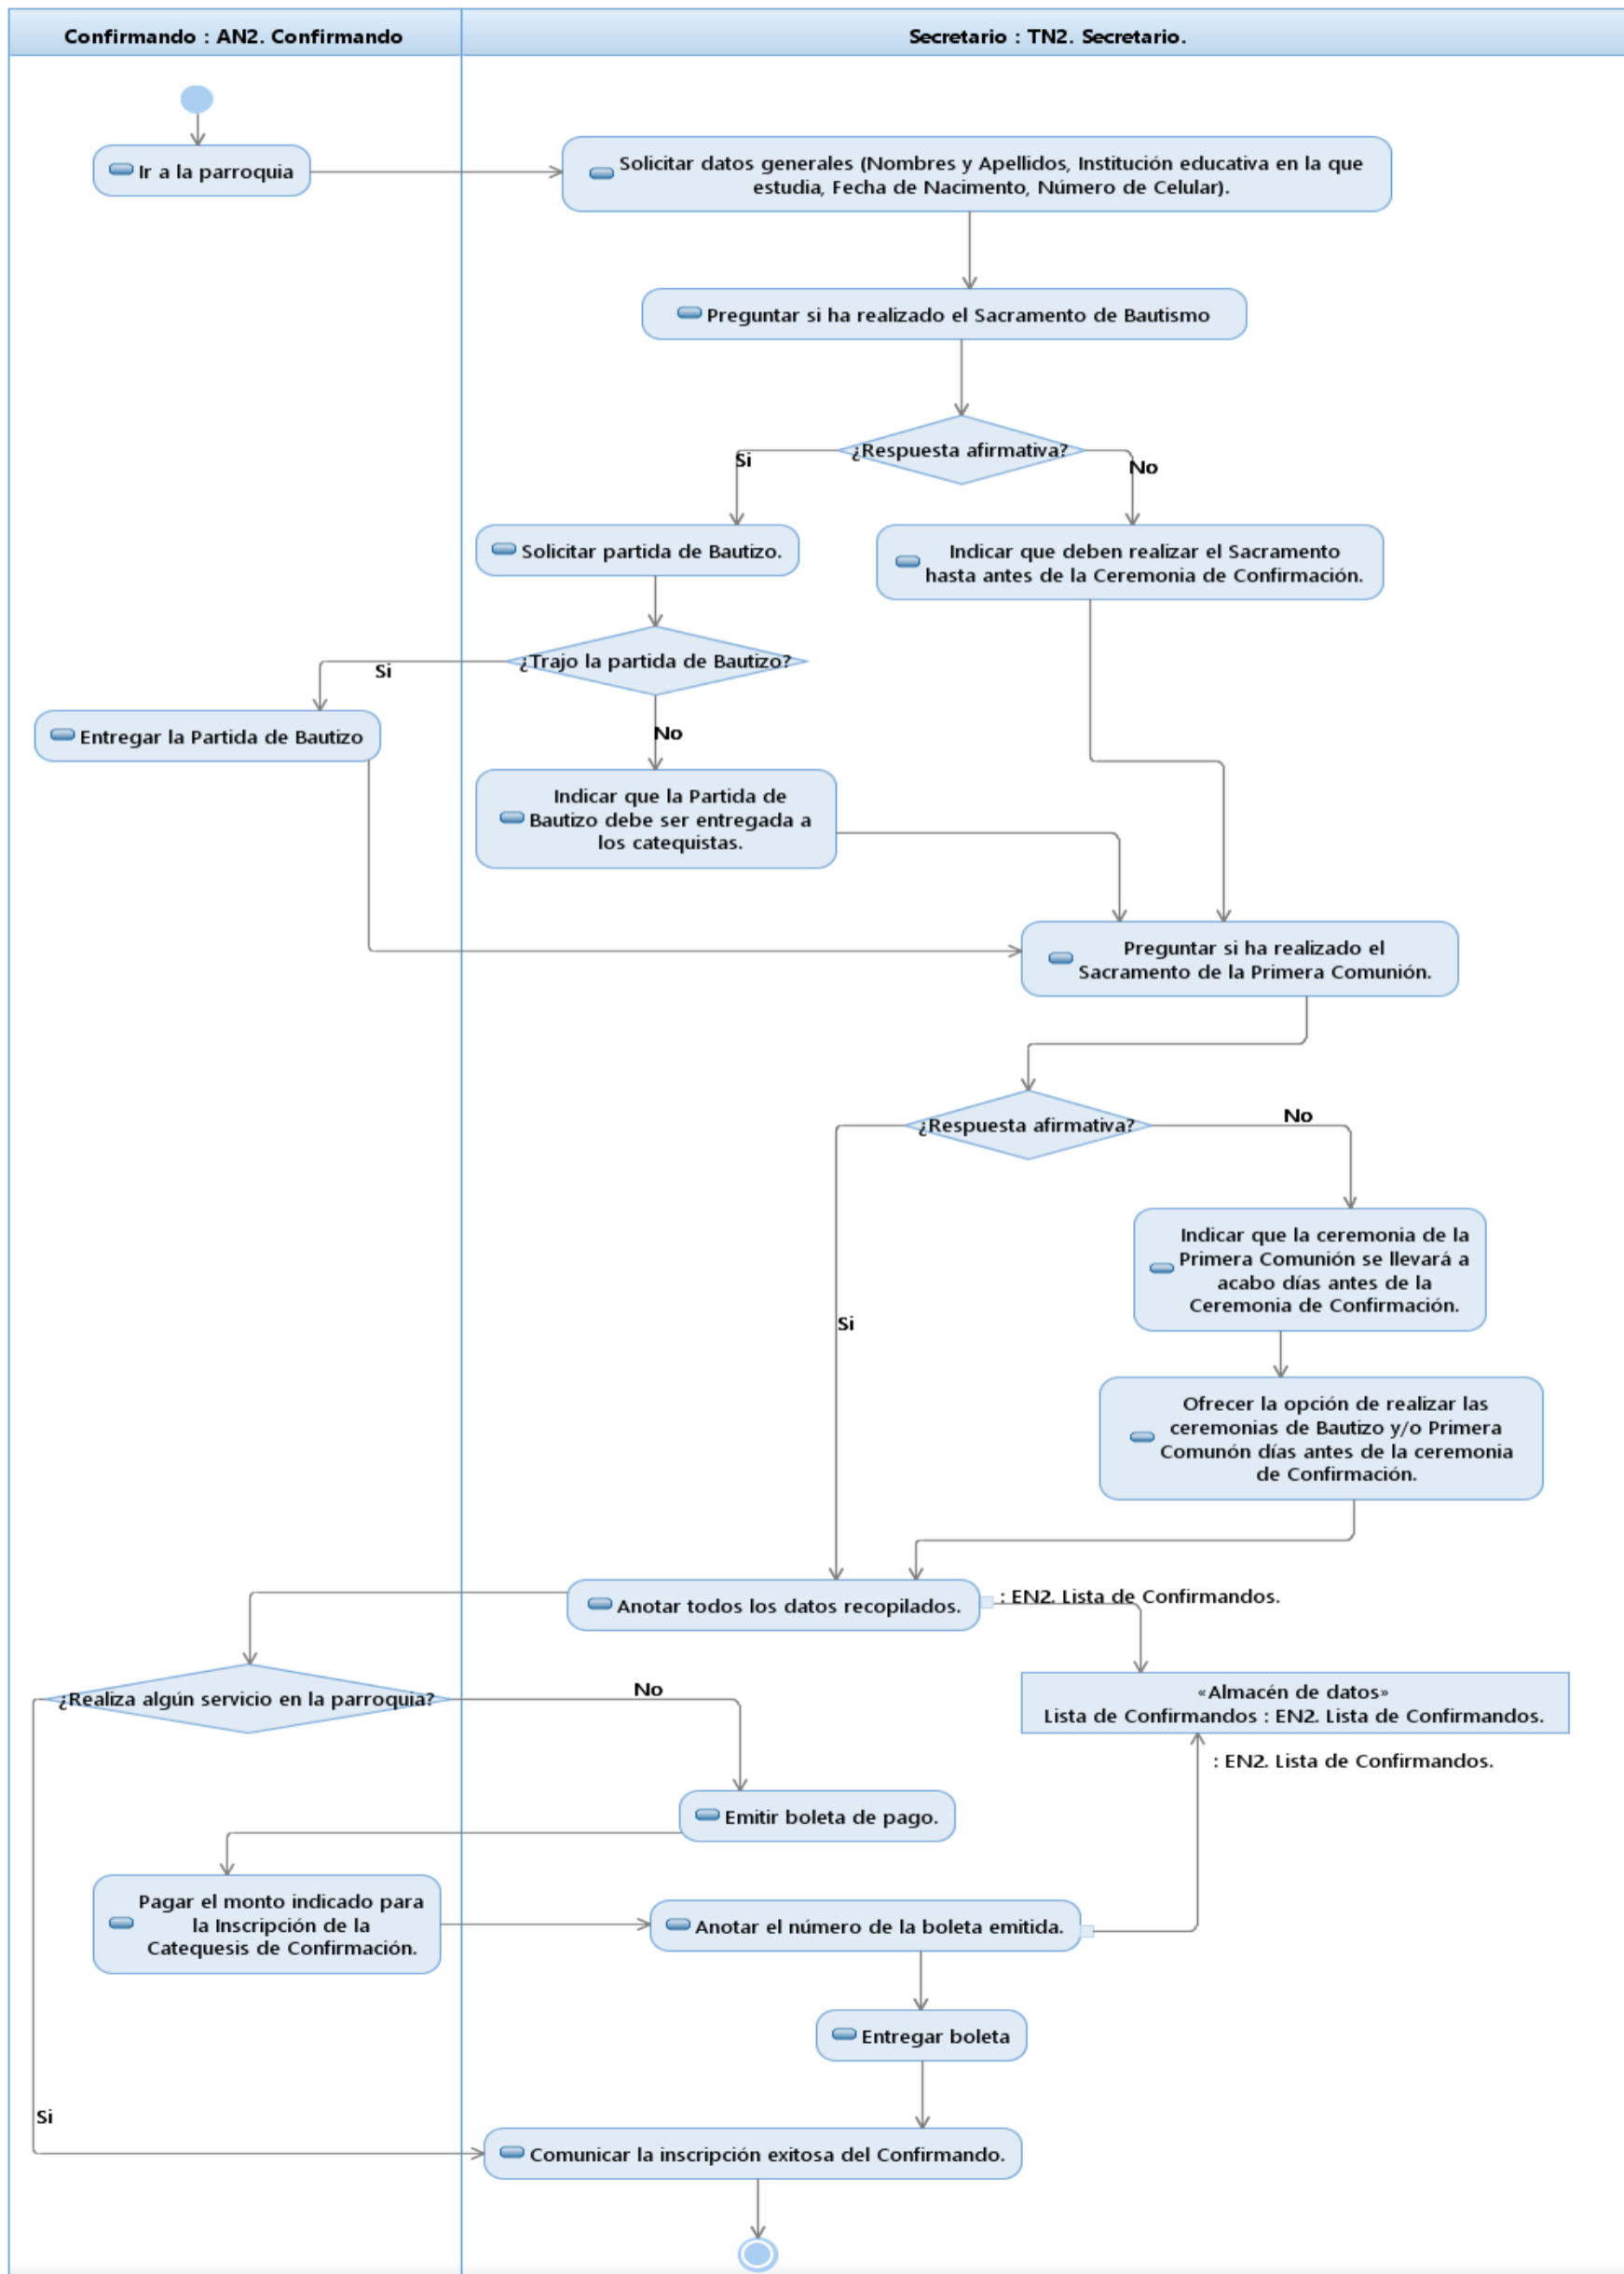 Confirmando : AN2. Confirmando
Secretario : TN2. Secretario.
Ir a la parroquia
Solicitar datos generales (Nombres y Apellidos, Institución educativa en la que
estudia, Fecha de Nacimento, Número de Celular).
Preguntar si ha realizado el Sacramento de Bautismo
¿Respuesta afirmativa?
Si
No
Solicitar partida de Bautizo.
Indicar que deben realizar el Sacramento
hasta antes de la Ceremonia de Confirmación.
¿Trajo la partida de Bautizo?
Si
Entregar la Partida de Bautizo
No
Indicar que la Partida de
Bautizo debe ser entregada a
los catequistas.
Preguntar si ha realizado el
Sacramento de la Primera Comunión.
¿Respuesta afirmativa?
No
Indicar que la ceremonia de la
Primera Comunión se llevará a
acabo días antes de la
Ceremonia de Confirmación.
Si
Ofrecer la opción de realizar las
ceremonias de Bautizo y/o Primera
Comunón días antes de la ceremonia
de Confirmación.
Anotar todos los datos recopilados.
: EN2. Lista de Confirmandos.
¿Realiza algún servicio en la parroquia?
No
«Almacén de datos»
Lista de Confirmandos : EN2. Lista de Confirmandos.
: EN2. Lista de Confirmandos.
Emitir boleta de pago.
Pagar el monto indicado para
la Inscripción de la
Catequesis de Confirmación.
Anotar el número de la boleta emitida.
Entregar boleta
Si
Comunicar la inscripción exitosa del Confirmando.